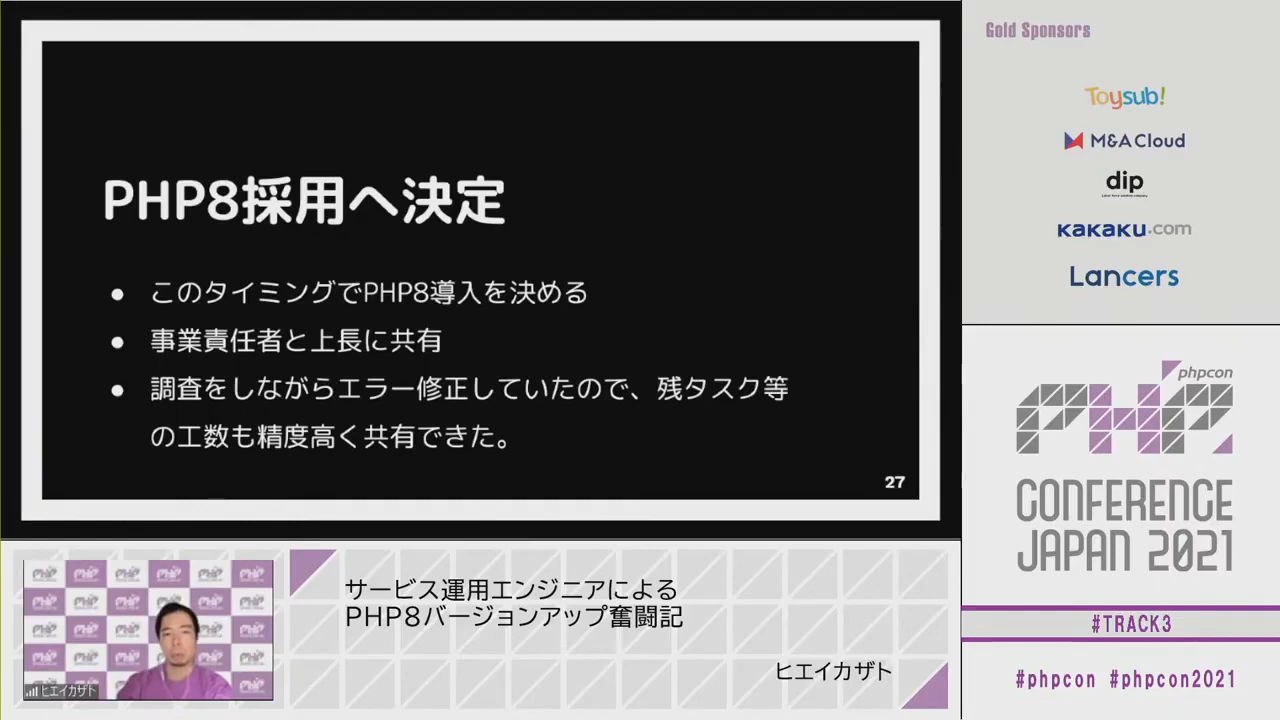 PHP8採用へ決定
● このタイミングでPHP8導入を決める
● 事業責任者と上長に共有
● 調査をしながらエラー修正していたので、残タスク等
の工数も精度高く共有できた。
27
サービス運用エンジニアによる
PHP8バージョンアップ奮闘記
ヒエイカザト
ヒエイカザト
Gold Sponsors
Toysub!
M&A Cloud
dip
kakaku.com
Lancers
phpcon
PHP
CONFERENCE
JAPAN 2021
#TRACK3
#phpcon #phpcon2021